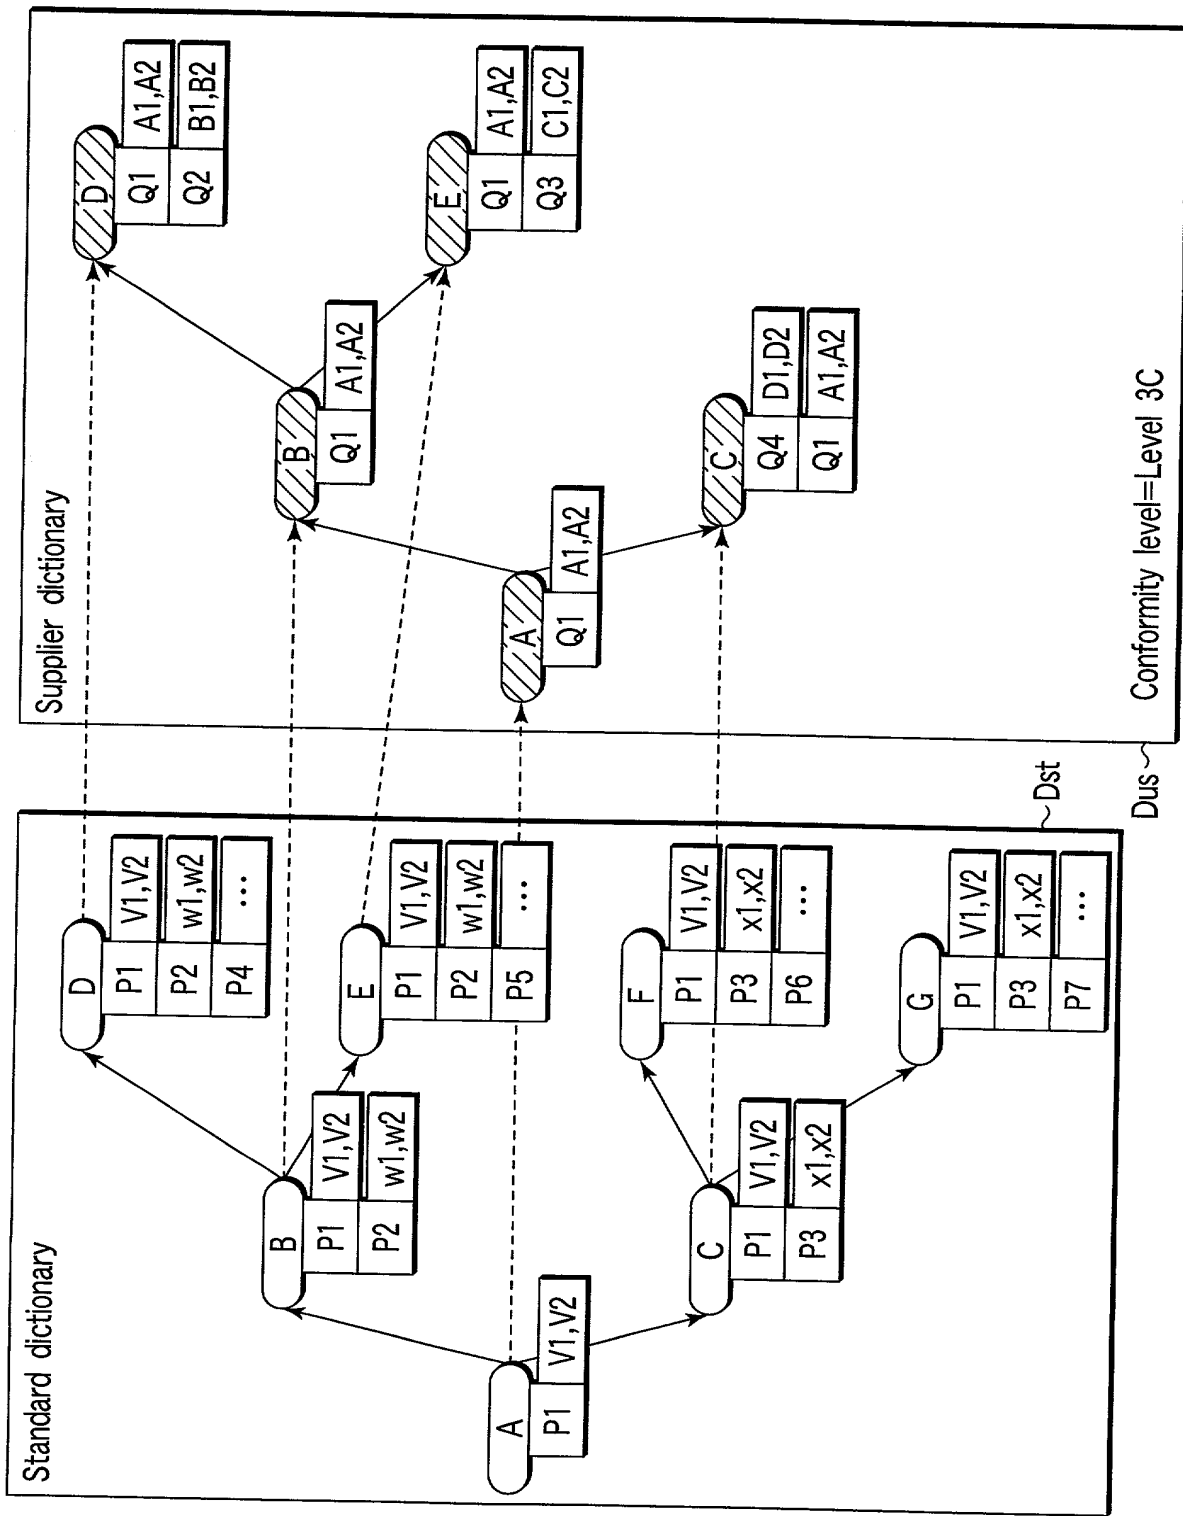 Standard dictionary
A
P1 V1,V2
B
P1 V1,V2
P2 w1,w2
C
P1 V1,V2
P3 x1,x2
D
P1 V1,V2
P2 w1,w2
P4 ...
E
P1 V1,V2
P2 w1,w2
P5 ...
F
P1 V1,V2
P3 x1,x2
P6 ...
G
P1 V1,V2
P3 x1,x2
P7 ...
Dst
Supplier dictionary
A
Q1 A1,A2
B
Q1 A1,A2
C
Q4 D1,D2
Q1 A1,A2
D
Q1 A1,A2
Q2 B1,B2
E
Q1 A1,A2
Q3 C1,C2
Conformity level=Level 3C
Dus